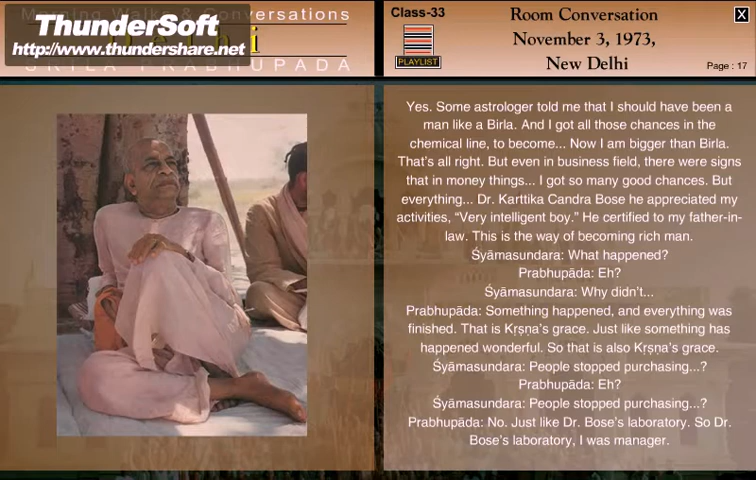 Morning Walks & Conversations
ThunderSoft
http://www.thundershare.net
SRILA PRABHUPADA
Class-33
PLAYLIST
Room Conversation
November 3, 1973,
New Delhi
X
Page : 17
Yes. Some astrologer told me that I should have been a
man like a Birla. And I got all those chances in the
chemical line, to become... Now I am bigger than Birla.
That's all right. But even in business field, there were signs
that in money things... I got so many good chances. But
everything... Dr. Karttika Candra Bose he appreciated my
activities, “Very intelligent boy.” He certified to my father-in-
law. This is the way of becoming rich man.
Śyāmasundara: What happened?
Prabhupāda: Eh?
Śyāmasundara: Why didn't...
Prabhupāda: Something happened, and everything was
finished. That is Kṛṣṇa's grace. Just like something has
happened wonderful. So that is also Kṛṣṇa's grace.
Śyāmasundara: People stopped purchasing...?
Prabhupāda: Eh?
Śyāmasundara: People stopped purchasing...?
Prabhupāda: No. Just like Dr. Bose's laboratory. So Dr.
Bose's laboratory, I was manager.